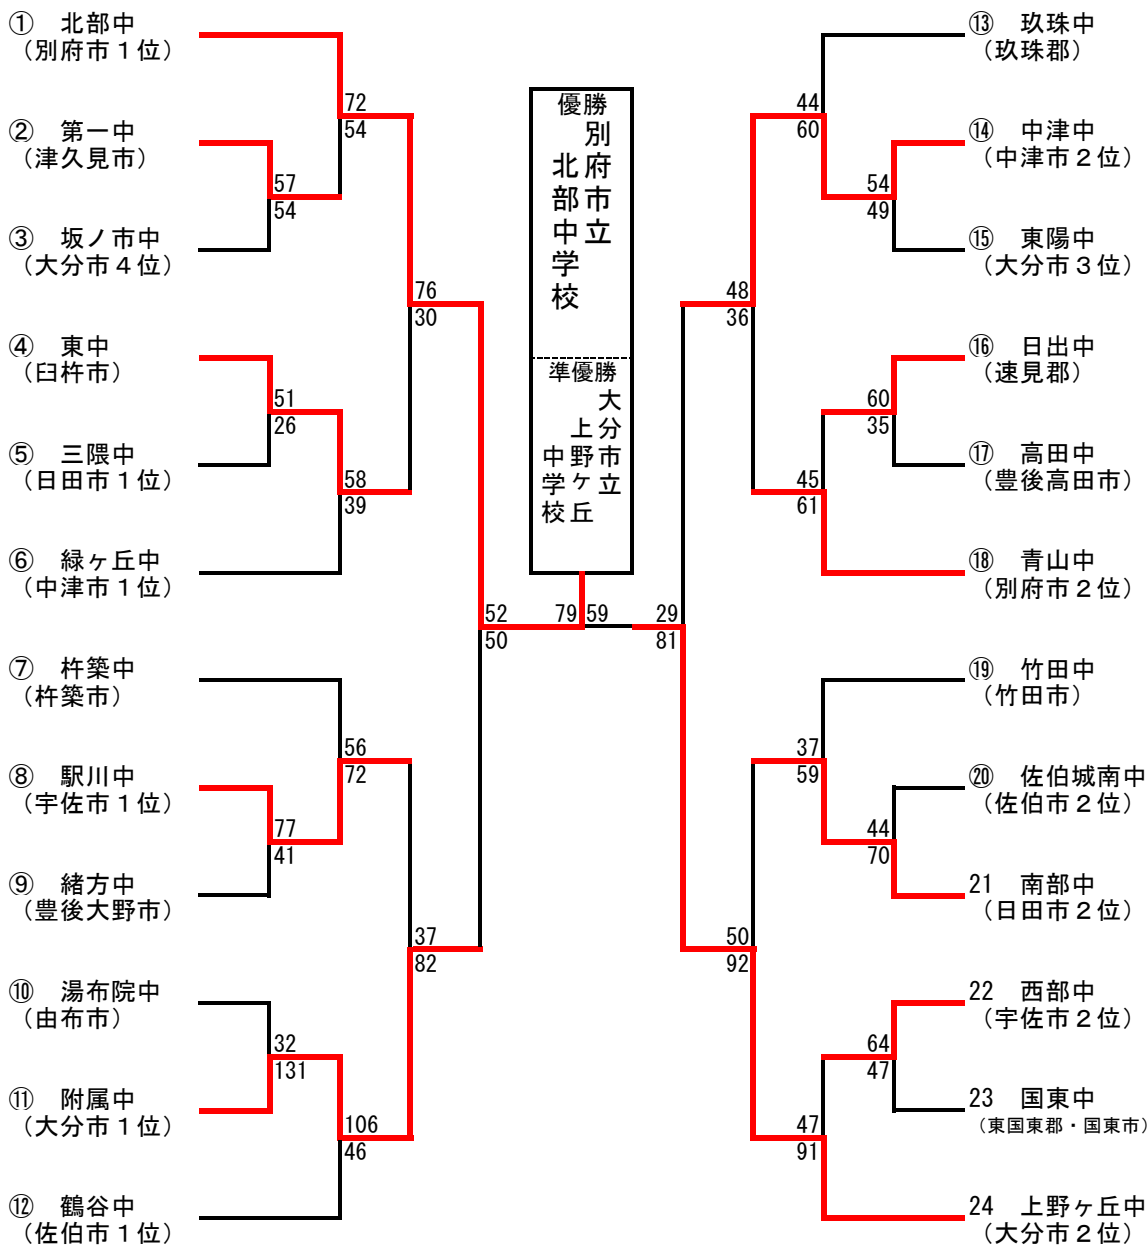 ① 北部中
(別府市1位)
72
54
② 第一中
(津久見市)
57
54
③ 坂ノ市中
(大分市4位)
76
30
④ 東中
(臼杵市)
51
26
⑤ 三隈中
(日田市1位)
58
39
⑥ 緑ヶ丘中
(中津市1位)
52
50
⑦ 杵築中
(杵築市)
56
72
⑧ 駅川中
(宇佐市1位)
77
41
⑨ 緒方中
(豊後大野市)
37
82
⑩ 湯布院中
(由布市)
32
131
⑪ 附属中
(大分市1位)
106
46
⑫ 鶴谷中
(佐伯市1位)
優勝
別府市立
北部中学校
準優勝
大分市立
上野ケ丘
中学校
79
59
⑬ 玖珠中
(玖珠郡)
44
60
⑭ 中津中
(中津市2位)
54
49
⑮ 東陽中
(大分市3位)
48
36
⑯ 日出中
(速見郡)
60
35
⑰ 高田中
(豊後高田市)
45
61
⑱ 青山中
(別府市2位)
29
81
⑲ 竹田中
(竹田市)
37
59
⑳ 佐伯城南中
(佐伯市2位)
44
70
21 南部中
(日田市2位)
50
92
22 西部中
(宇佐市2位)
64
47
23 国東中
(東国東郡・国東市)
47
91
24 上野ヶ丘中
(大分市2位)